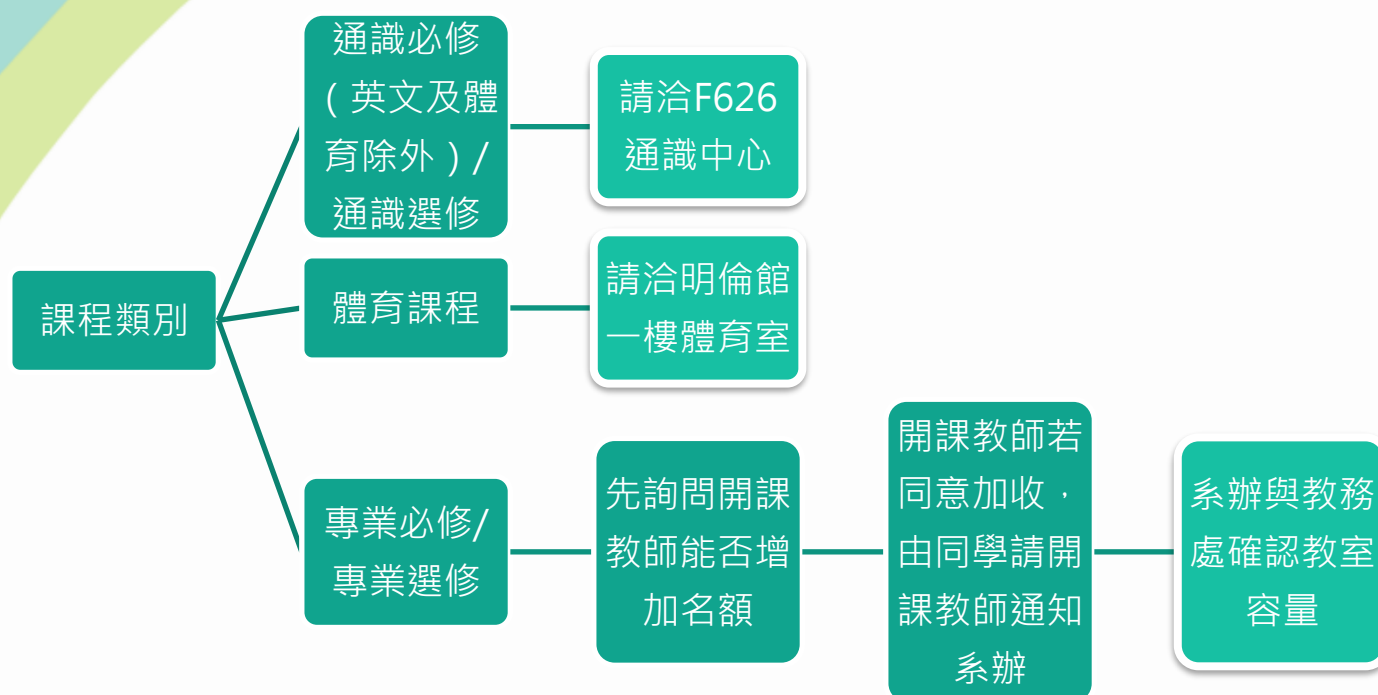 課程類別
通識必修
（英文及體
育除外）/
通識選修
請洽F626
通識中心
體育課程
請洽明倫館
一樓體育室
專業必修/
專業選修
先詢問開課
教師能否增
加名額
開課教師若
同意加收，
由同學請開
課教師通知
系辦
系辦與教務
處確認教室
容量